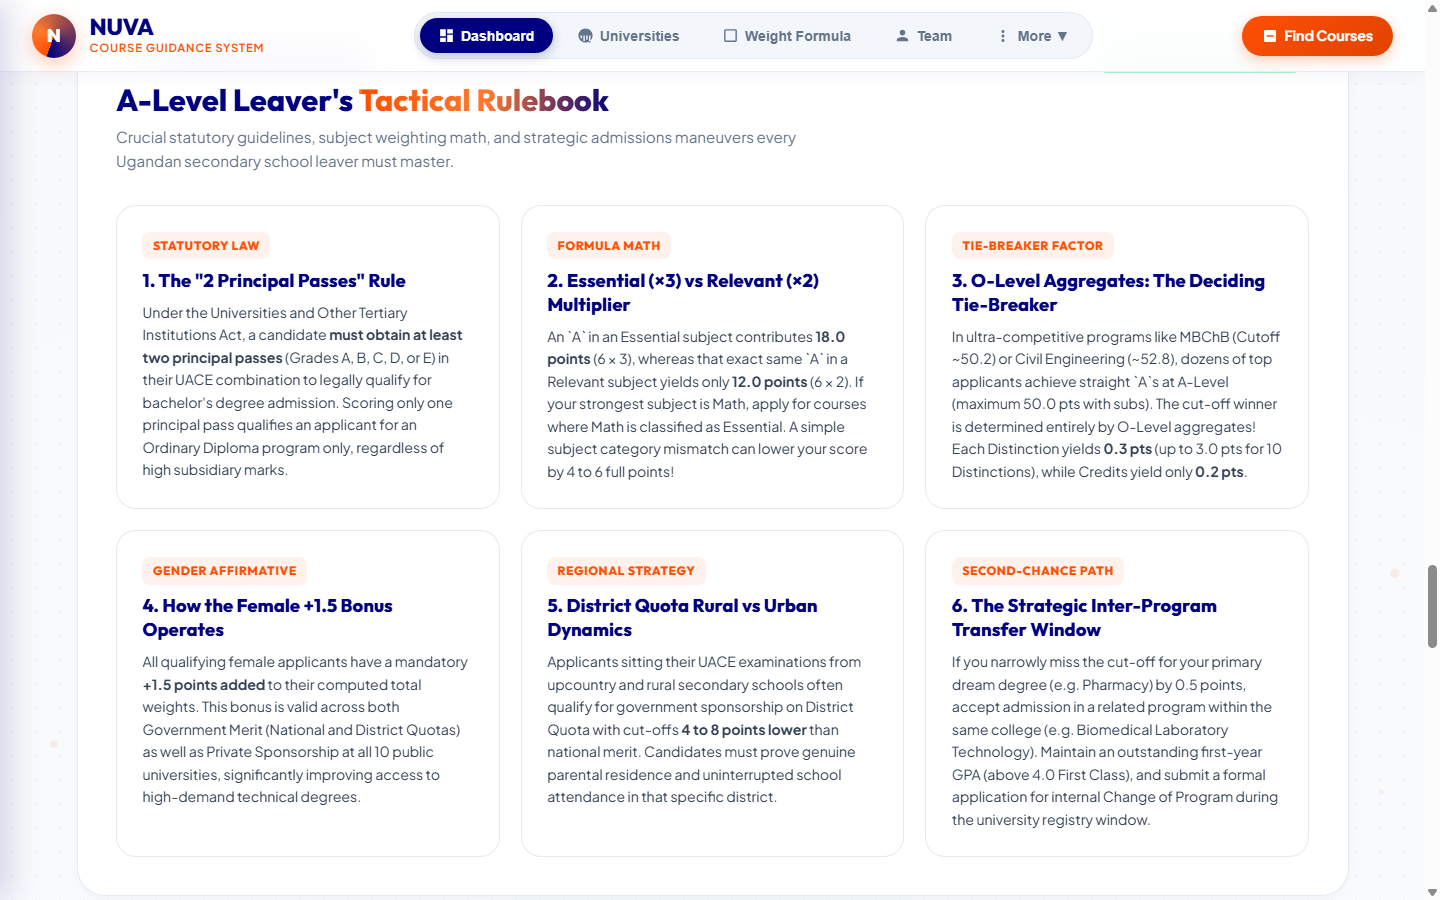 N
NUVA
COURSE GUIDANCE SYSTEM
Dashboard
Universities
Weight Formula
Team
More ▼
Find Courses
A-Level Leaver's Tactical Rulebook
Crucial statutory guidelines, subject weighting math, and strategic admissions maneuvers every
Ugandan secondary school leaver must master.
STATUTORY LAW
1. The "2 Principal Passes" Rule
Under the Universities and Other Tertiary
Institutions Act, a candidate must obtain at least
two principal passes (Grades A, B, C, D, or E) in
their UACE combination to legally qualify for
bachelor's degree admission. Scoring only one
principal pass qualifies an applicant for an
Ordinary Diploma program only, regardless of
high subsidiary marks.
FORMULA MATH
2. Essential (×3) vs Relevant (×2)
Multiplier
An `A` in an Essential subject contributes 18.0
points (6 × 3), whereas that exact same `A` in a
Relevant subject yields only 12.0 points (6 × 2). If
your strongest subject is Math, apply for courses
where Math is classified as Essential. A simple
subject category mismatch can lower your score
by 4 to 6 full points!
TIE-BREAKER FACTOR
3. O-Level Aggregates: The Deciding
Tie-Breaker
In ultra-competitive programs like MBChB (Cutoff
~50.2) or Civil Engineering (~52.8), dozens of top
applicants achieve straight `A`s at A-Level
(maximum 50.0 pts with subs). The cut-off winner
is determined entirely by O-Level aggregates!
Each Distinction yields 0.3 pts (up to 3.0 pts for 10
Distinctions), while Credits yield only 0.2 pts.
GENDER AFFIRMATIVE
4. How the Female +1.5 Bonus
Operates
All qualifying female applicants have a mandatory
+1.5 points added to their computed total
weights. This bonus is valid across both
Government Merit (National and District Quotas)
as well as Private Sponsorship at all 10 public
universities, significantly improving access to
high-demand technical degrees.
REGIONAL STRATEGY
5. District Quota Rural vs Urban
Dynamics
Applicants sitting their UACE examinations from
upcountry and rural secondary schools often
qualify for government sponsorship on District
Quota with cut-offs 4 to 8 points lower than
national merit. Candidates must prove genuine
parental residence and uninterrupted school
attendance in that specific district.
SECOND-CHANCE PATH
6. The Strategic Inter-Program
Transfer Window
If you narrowly miss the cut-off for your primary
dream degree (e.g. Pharmacy) by 0.5 points,
accept admission in a related program within the
same college (e.g. Biomedical Laboratory
Technology). Maintain an outstanding first-year
GPA (above 4.0 First Class), and submit a formal
application for internal Change of Program during
the university registry window.